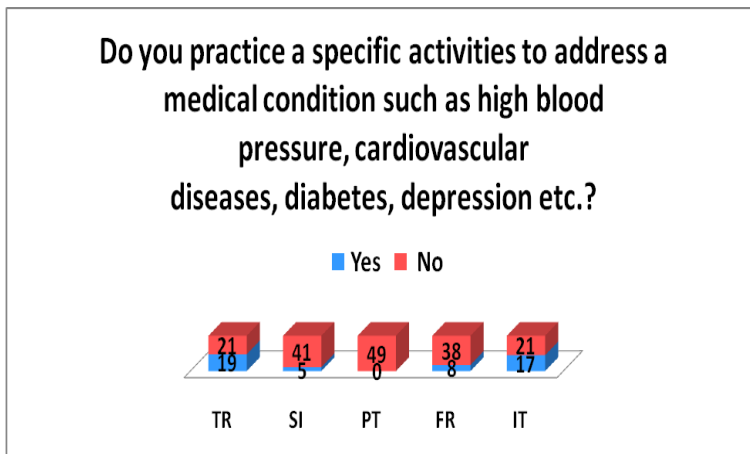 Do you practice a specific activities to address a
medical condition such as high blood
pressure, cardiovascular
diseases, diabetes, depression etc.?
Yes No
21 41 49 38 21
19 5 0 8 17
TR SI PT FR IT